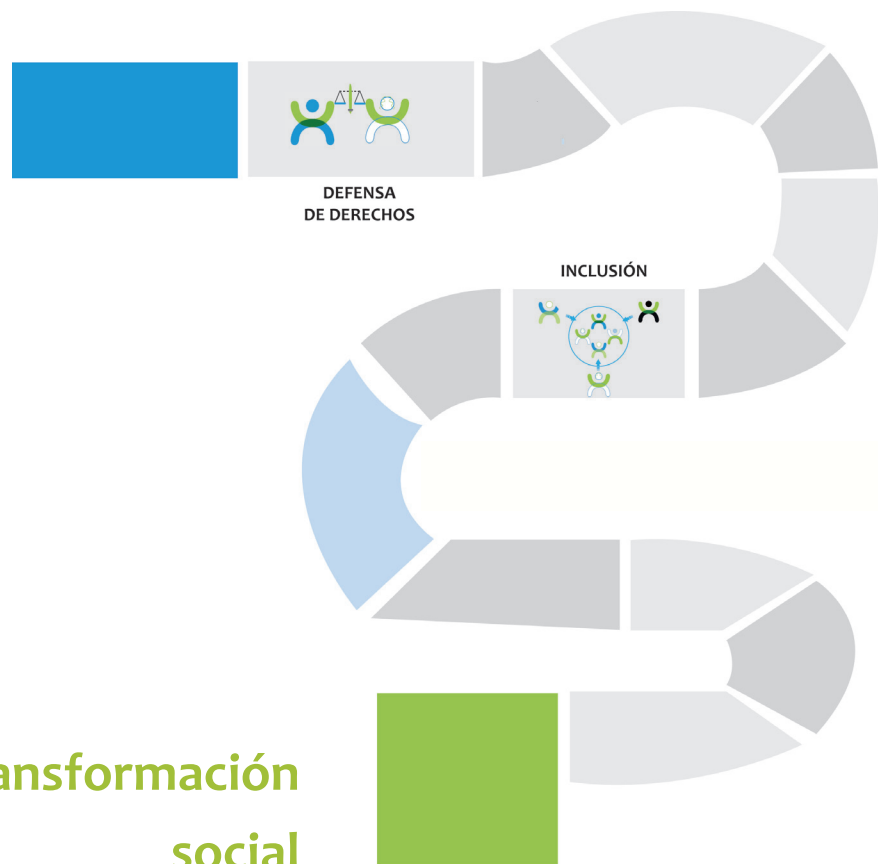 DEFENSA
DE DERECHOS
INCLUSIÓN
ansformación
social